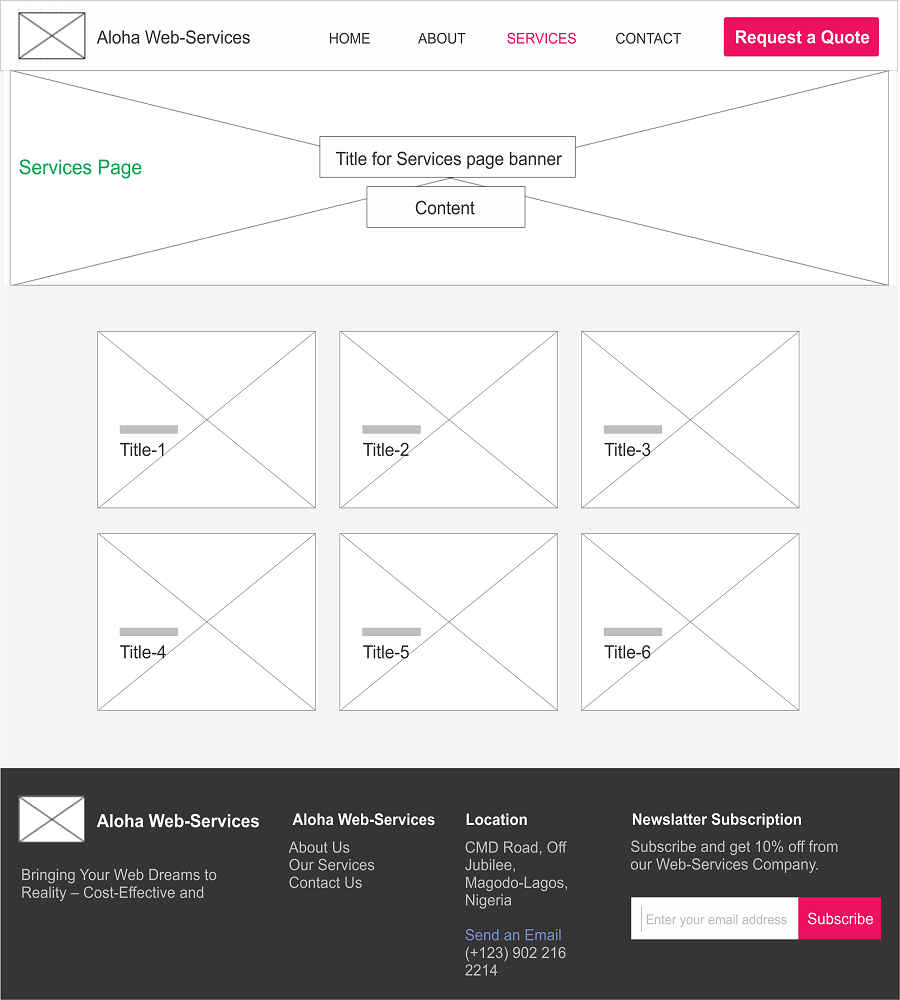 Aloha Web-Services
HOME
ABOUT
SERVICES
CONTACT
Request a Quote
Services Page
Title for Services page banner
Content
Title-1
Title-2
Title-3
Title-4
Title-5
Title-6
Aloha Web-Services
Bringing Your Web Dreams to
Reality – Cost-Effective and
Aloha Web-Services
About Us
Our Services
Contact Us
Location
CMD Road, Off
Jubilee,
Magodo-Lagos,
Nigeria
Send an Email
(+123) 902 216
2214
Newslatter Subscription
Subscribe and get 10% off from
our Web-Services Company.
Enter your email address
Subscribe